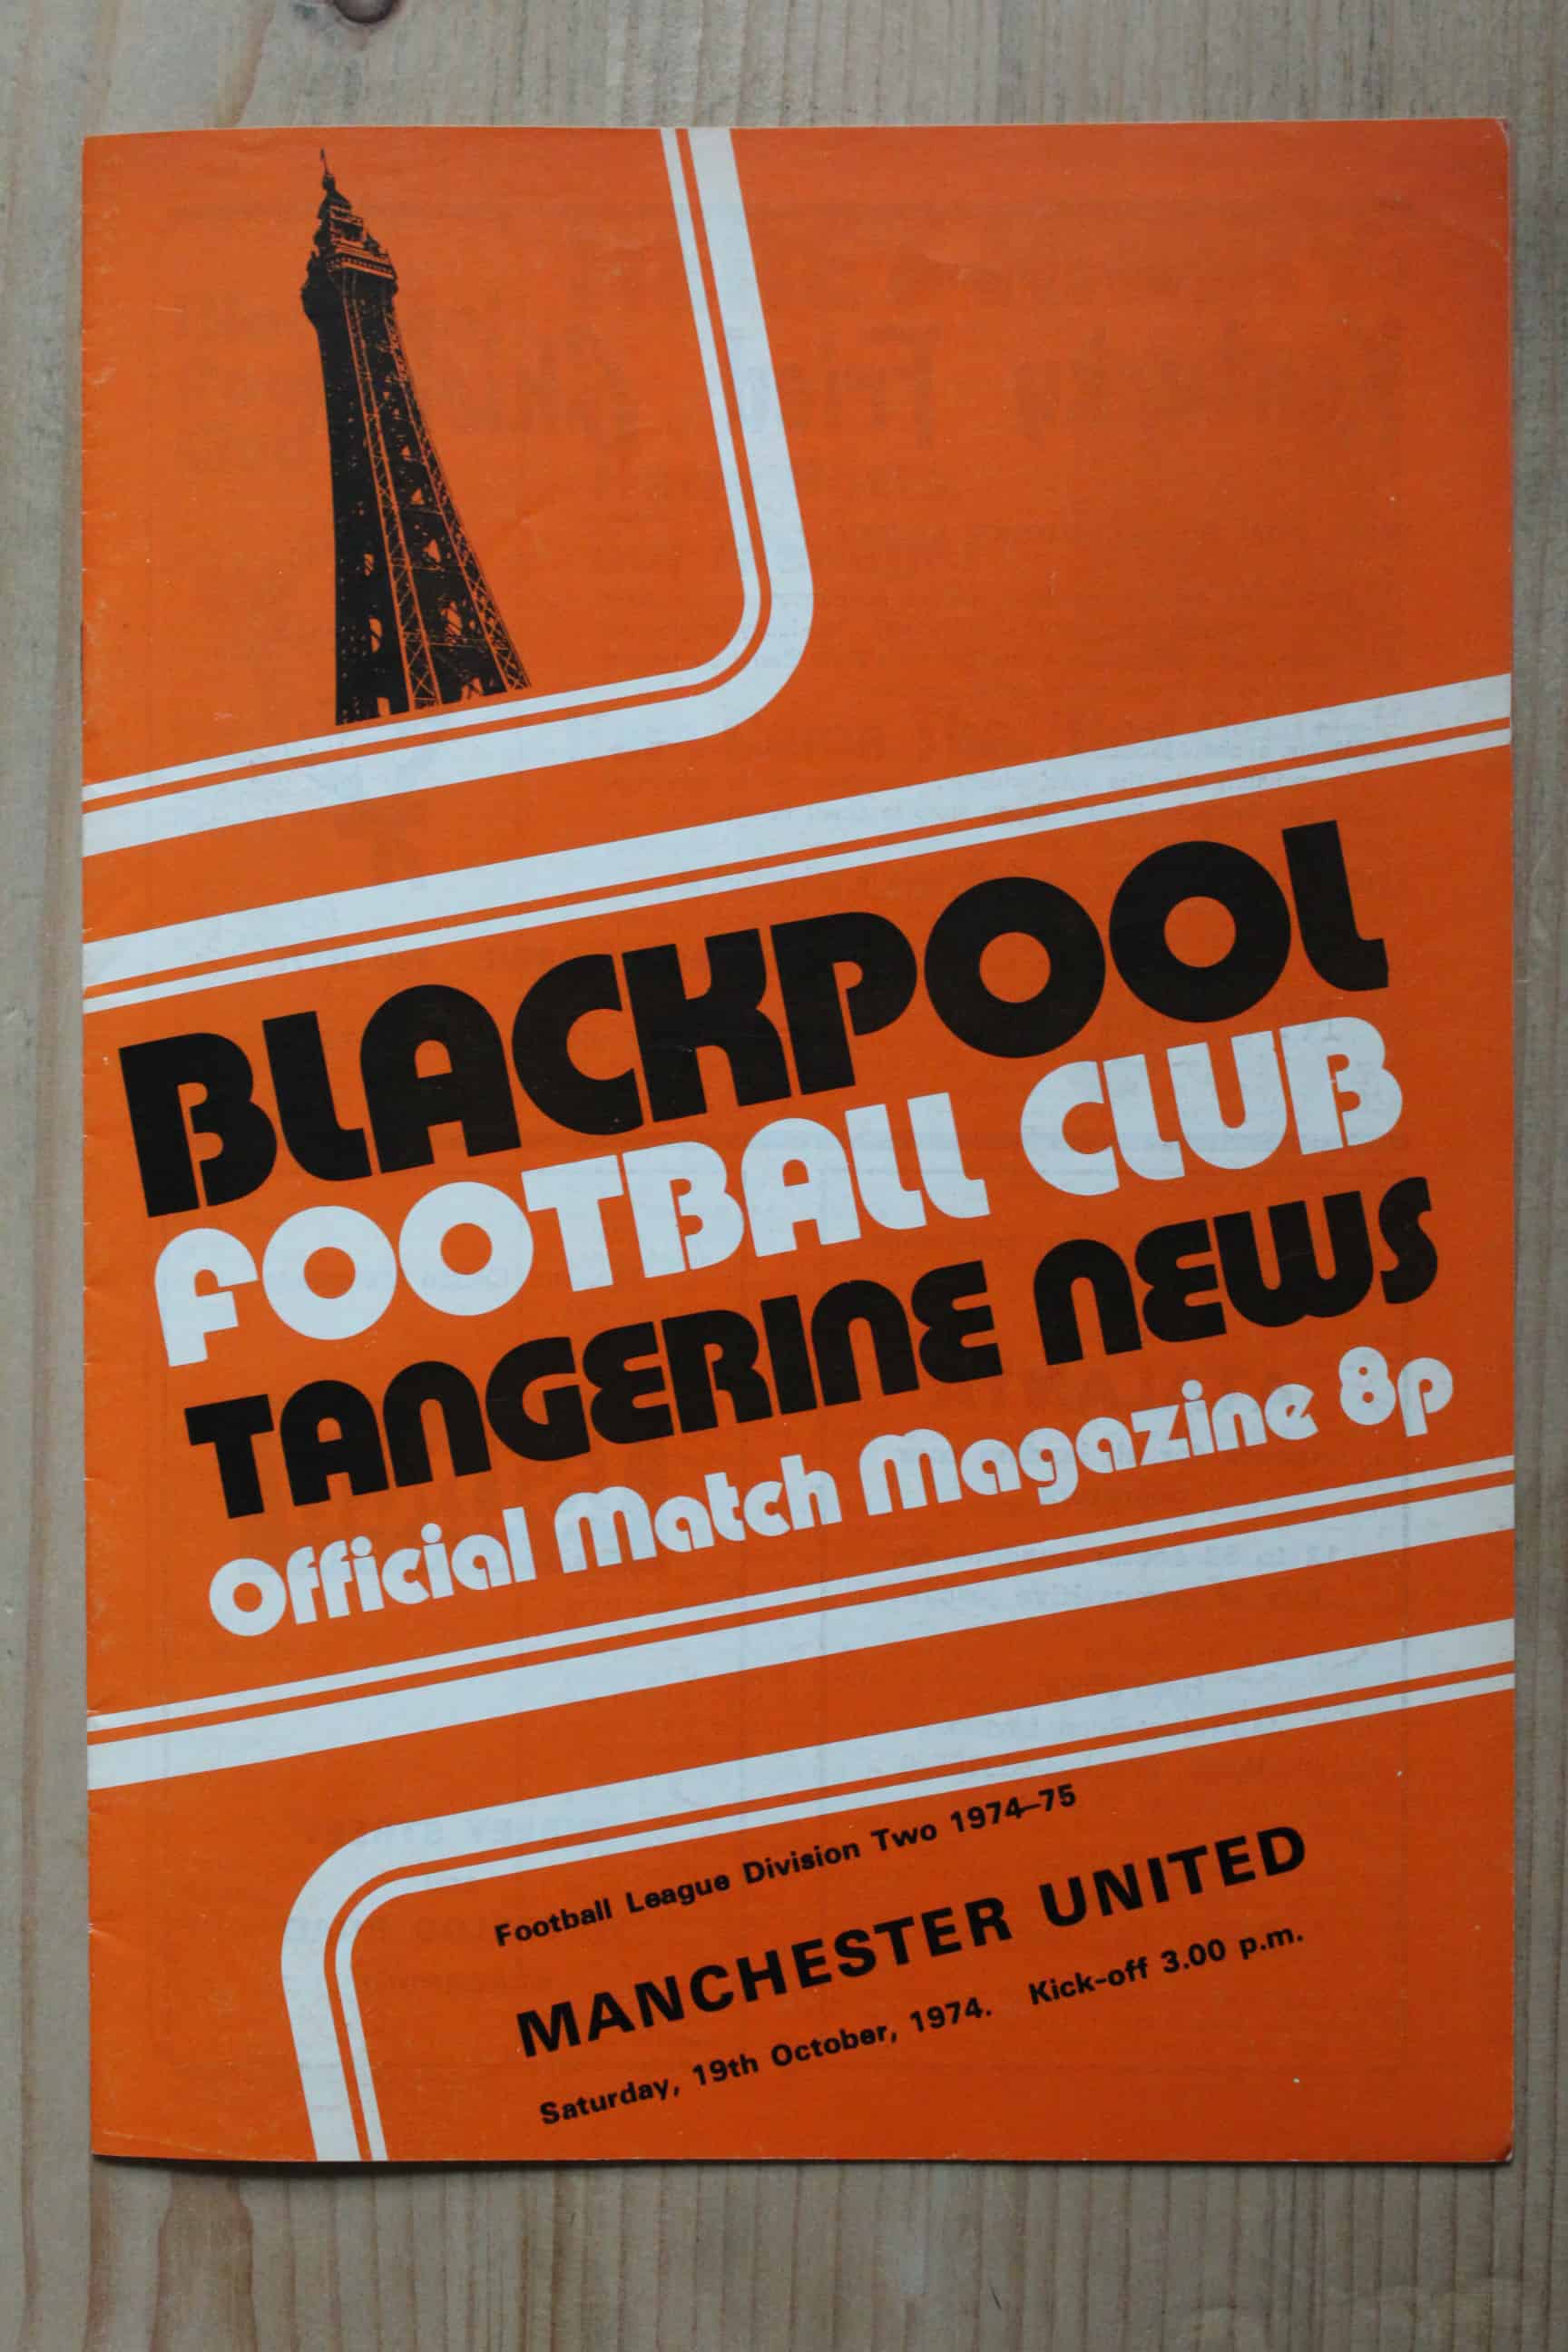 BLACKPOOL
FOOTBALL CLUB
TANGERINE NEWS
Official Match Magazine 8p
Football League Division Two 1974–75
MANCHESTER UNITED
Saturday, 19th October, 1974. Kick-off 3.00 p.m.